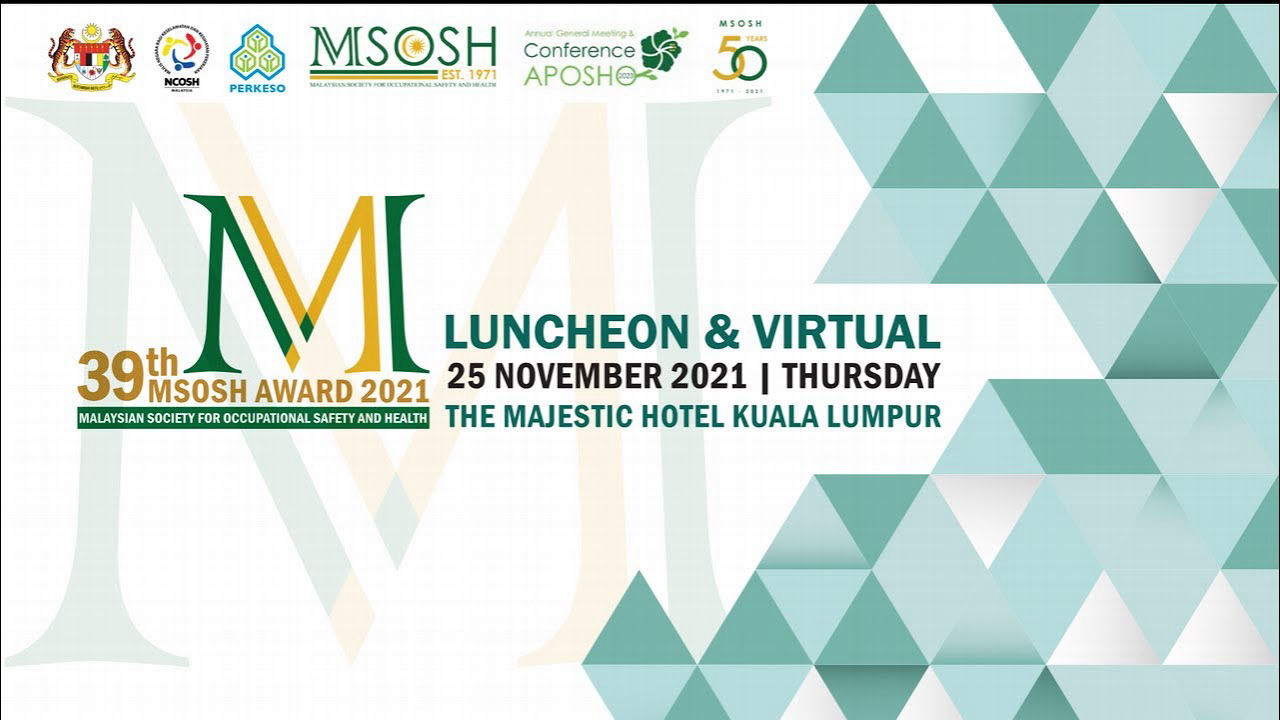 NCOSH
MALAYSIA
PERKESO
MSOSH
EST. 1971
MALAYSIAN SOCIETY FOR OCCUPATIONAL SAFETY AND HEALTH
Annual General Meeting &
Conference
APOSHO 2020
MSOSH
50 YEARS
1971 - 2021
M
39th
MSOSH AWARD 2021
MALAYSIAN SOCIETY FOR OCCUPATIONAL SAFETY AND HEALTH
LUNCHEON & VIRTUAL
25 NOVEMBER 2021 | THURSDAY
THE MAJESTIC HOTEL KUALA LUMPUR